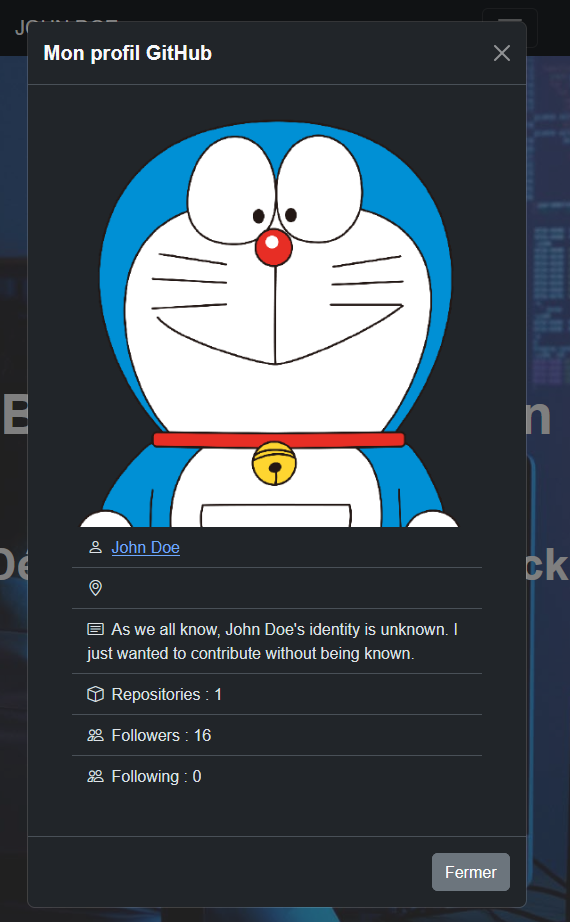 JOHN DOE
Mon profil GitHub
John Doe
As we all know, John Doe's identity is unknown. I
just wanted to contribute without being known.
Repositories : 1
Followers : 16
Following : 0
Fermer